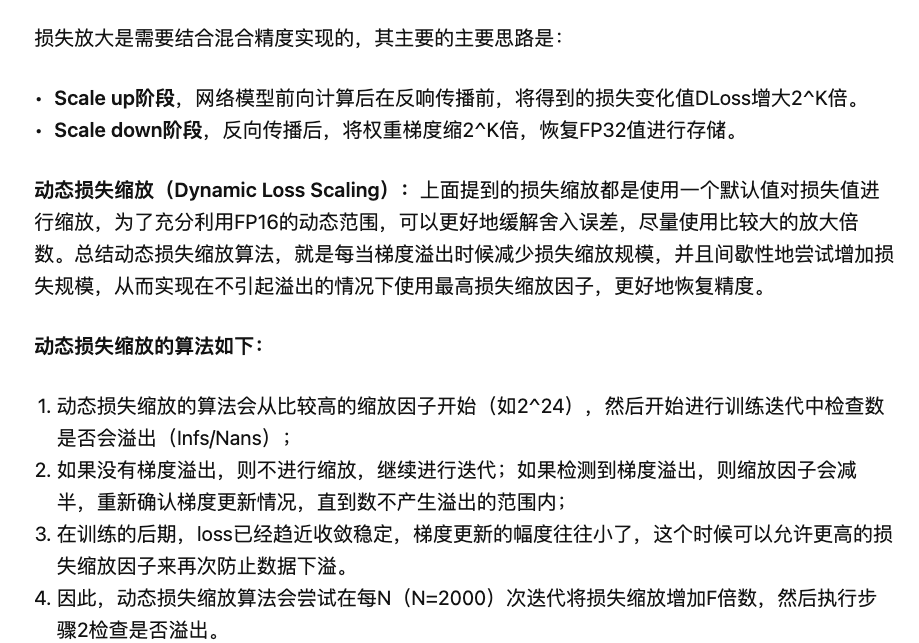 损失放大是需要结合混合精度实现的，其主要的主要思路是：
• Scale up阶段，网络模型前向计算后在反响传播前，将得到的损失变化值DLoss增大2^K倍。
• Scale down阶段，反向传播后，将权重梯度缩2^K倍，恢复FP32值进行存储。
动态损失缩放（Dynamic Loss Scaling）：上面提到的损失缩放都是使用一个默认值对损失值进
行缩放，为了充分利用FP16的动态范围，可以更好地缓解舍入误差，尽量使用比较大的放大倍
数。总结动态损失缩放算法，就是每当梯度溢出时候减少损失缩放规模，并且间歇性地尝试增加损
失规模，从而实现在不引起溢出的情况下使用最高损失缩放因子，更好地恢复精度。
动态损失缩放的算法如下：
1. 动态损失缩放的算法会从比较高的缩放因子开始（如2^24），然后开始进行训练迭代中检查数
是否会溢出（Infs/Nans）；
2. 如果没有梯度溢出，则不进行缩放，继续进行迭代；如果检测到梯度溢出，则缩放因子会减
半，重新确认梯度更新情况，直到数不产生溢出的范围内；
3. 在训练的后期，loss已经趋近收敛稳定，梯度更新的幅度往往小了，这个时候可以允许更高的损
失缩放因子来再次防止数据下溢。
4. 因此，动态损失缩放算法会尝试在每N（N=2000）次迭代将损失缩放增加F倍数，然后执行步
骤2检查是否溢出。